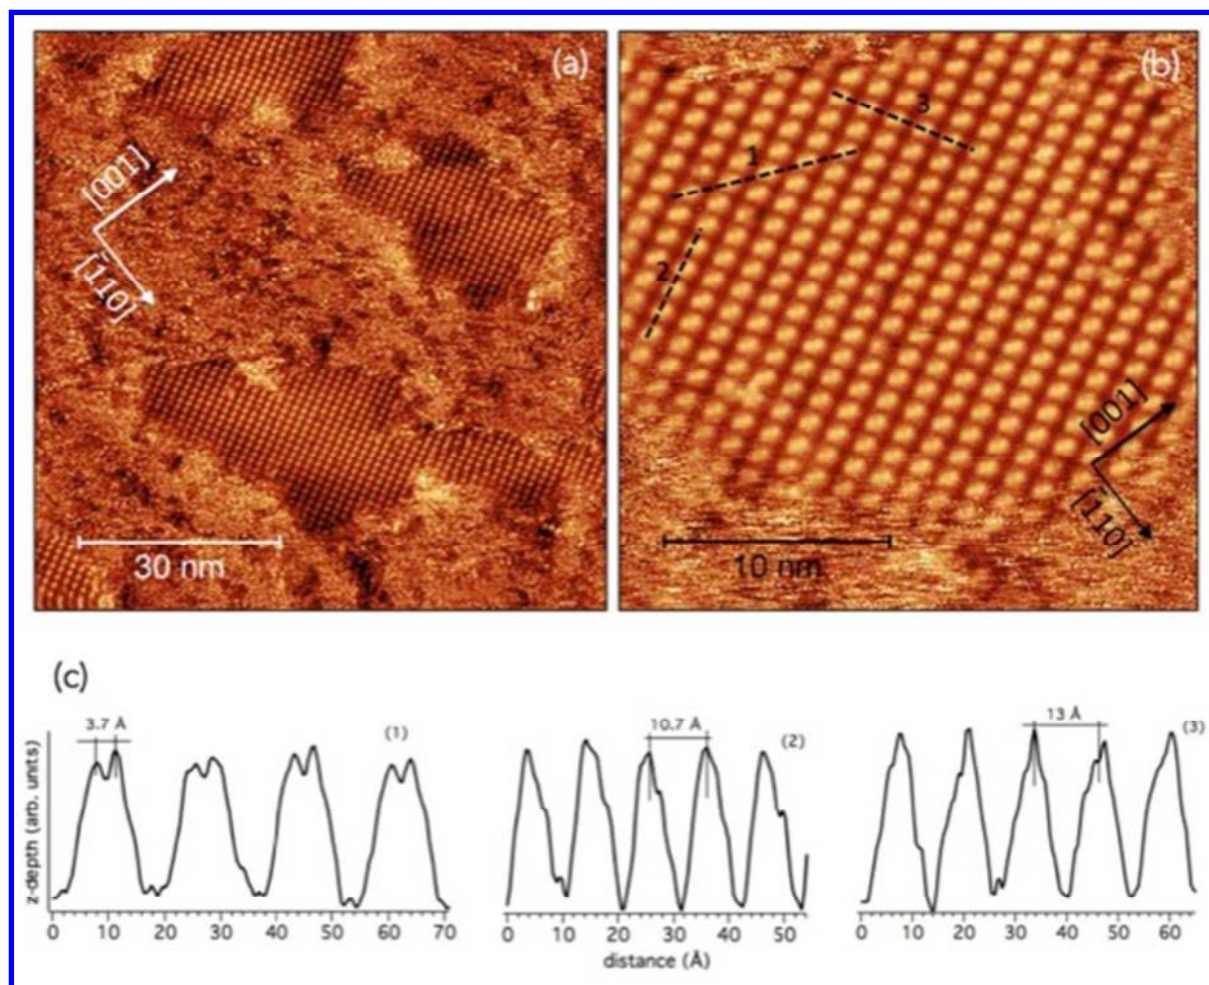 (a)
(b)
[001]
[1̄10]
30 nm
3
1
2
[001]
[1̄10]
10 nm
(c)
3.7 Å
(1)
10.7 Å
(2)
13 Å
(3)
z-depth (arb. units)
0 10 20 30 40 50 60 70
0 10 20 30 40 50
0 10 20 30 40 50 60
distance (Å)